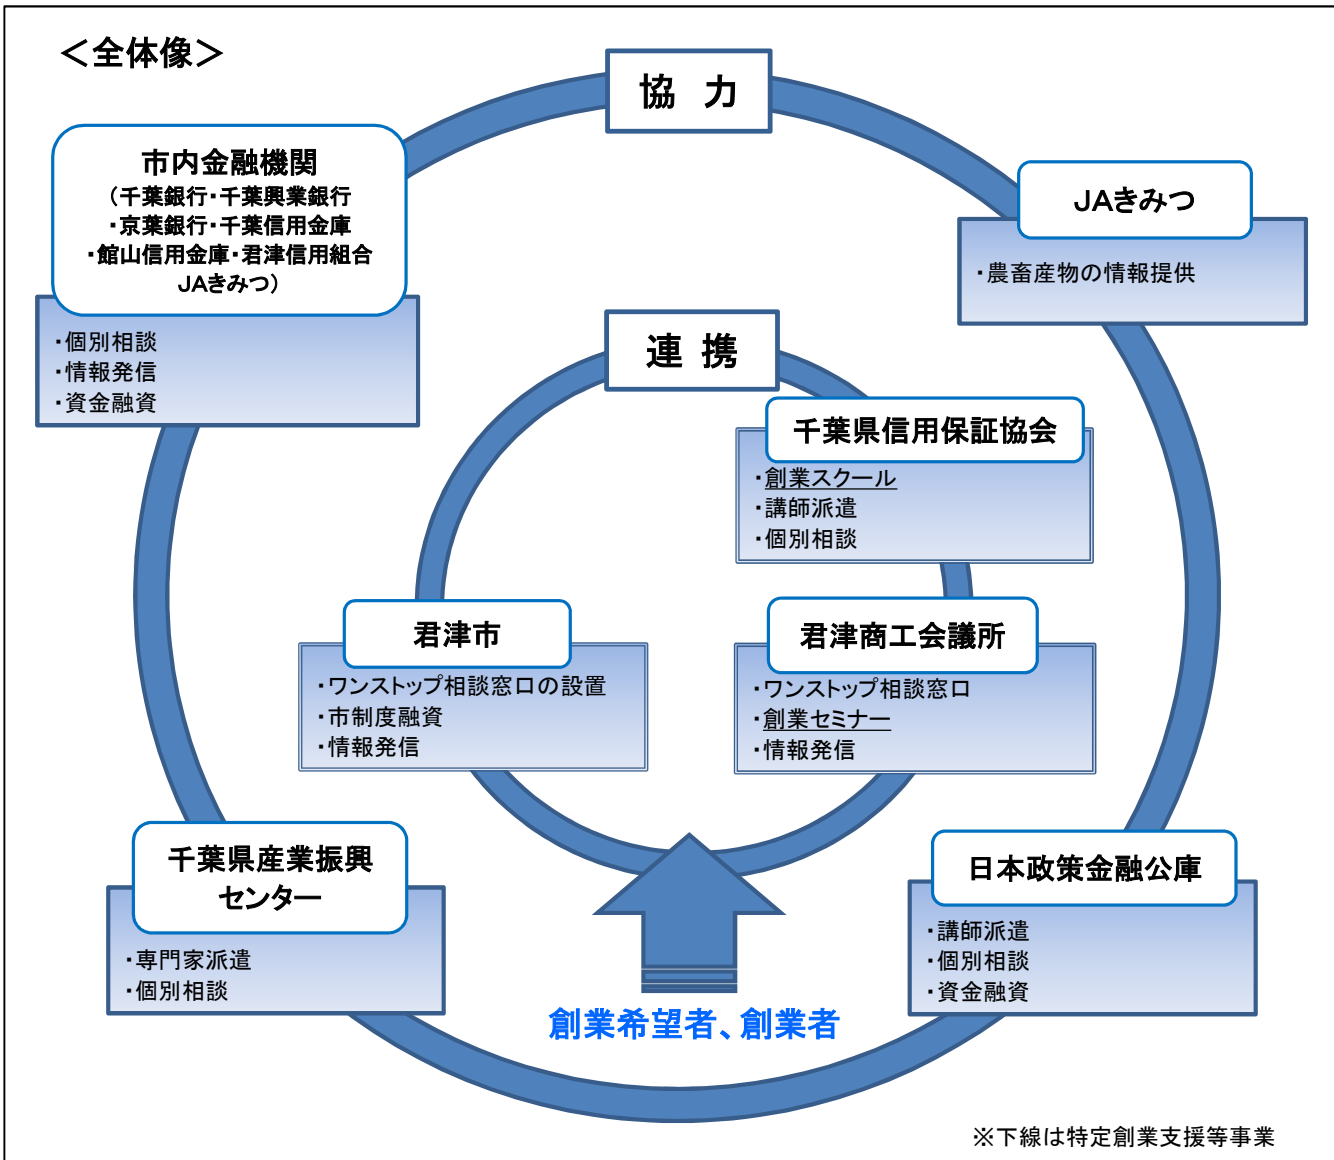 ＜全体像＞
協 力
市内金融機関
（千葉銀行・千葉興業銀行
・京葉銀行・千葉信用金庫
・館山信用金庫・君津信用組合
JAきみつ）
・個別相談
・情報発信
・資金融資
JAきみつ
・農畜産物の情報提供
連 携
千葉県信用保証協会
・創業スクール
・講師派遣
・個別相談
君津市
・ワンストップ相談窓口の設置
・市制度融資
・情報発信
君津商工会議所
・ワンストップ相談窓口
・創業セミナー
・情報発信
千葉県産業振興
センター
・専門家派遣
・個別相談
日本政策金融公庫
・講師派遣
・個別相談
・資金融資
創業希望者、創業者
※下線は特定創業支援等事業